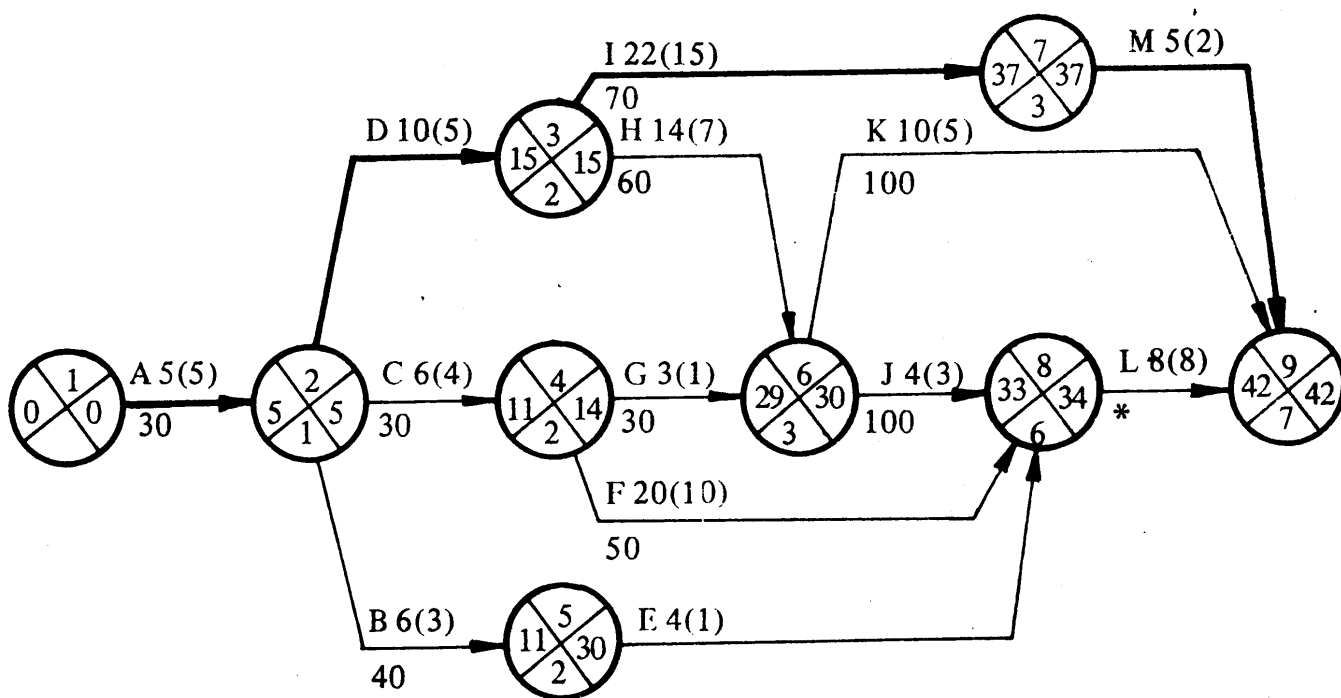 7
37 37
3
I 22(15)
70
M 5(2)
D 10(5)
3
15 15
2
H 14(7)
60
K 10(5)
100
1
0 0
A 5(5)
30
2
5 5
1
C 6(4)
30
4
11 14
2
G 3(1)
30
6
29 30
3
J 4(3)
100
8
33 34
6
L 8(8)
*
9
42 42
7
F 20(10)
50
B 6(3)
40
5
11 30
2
E 4(1)